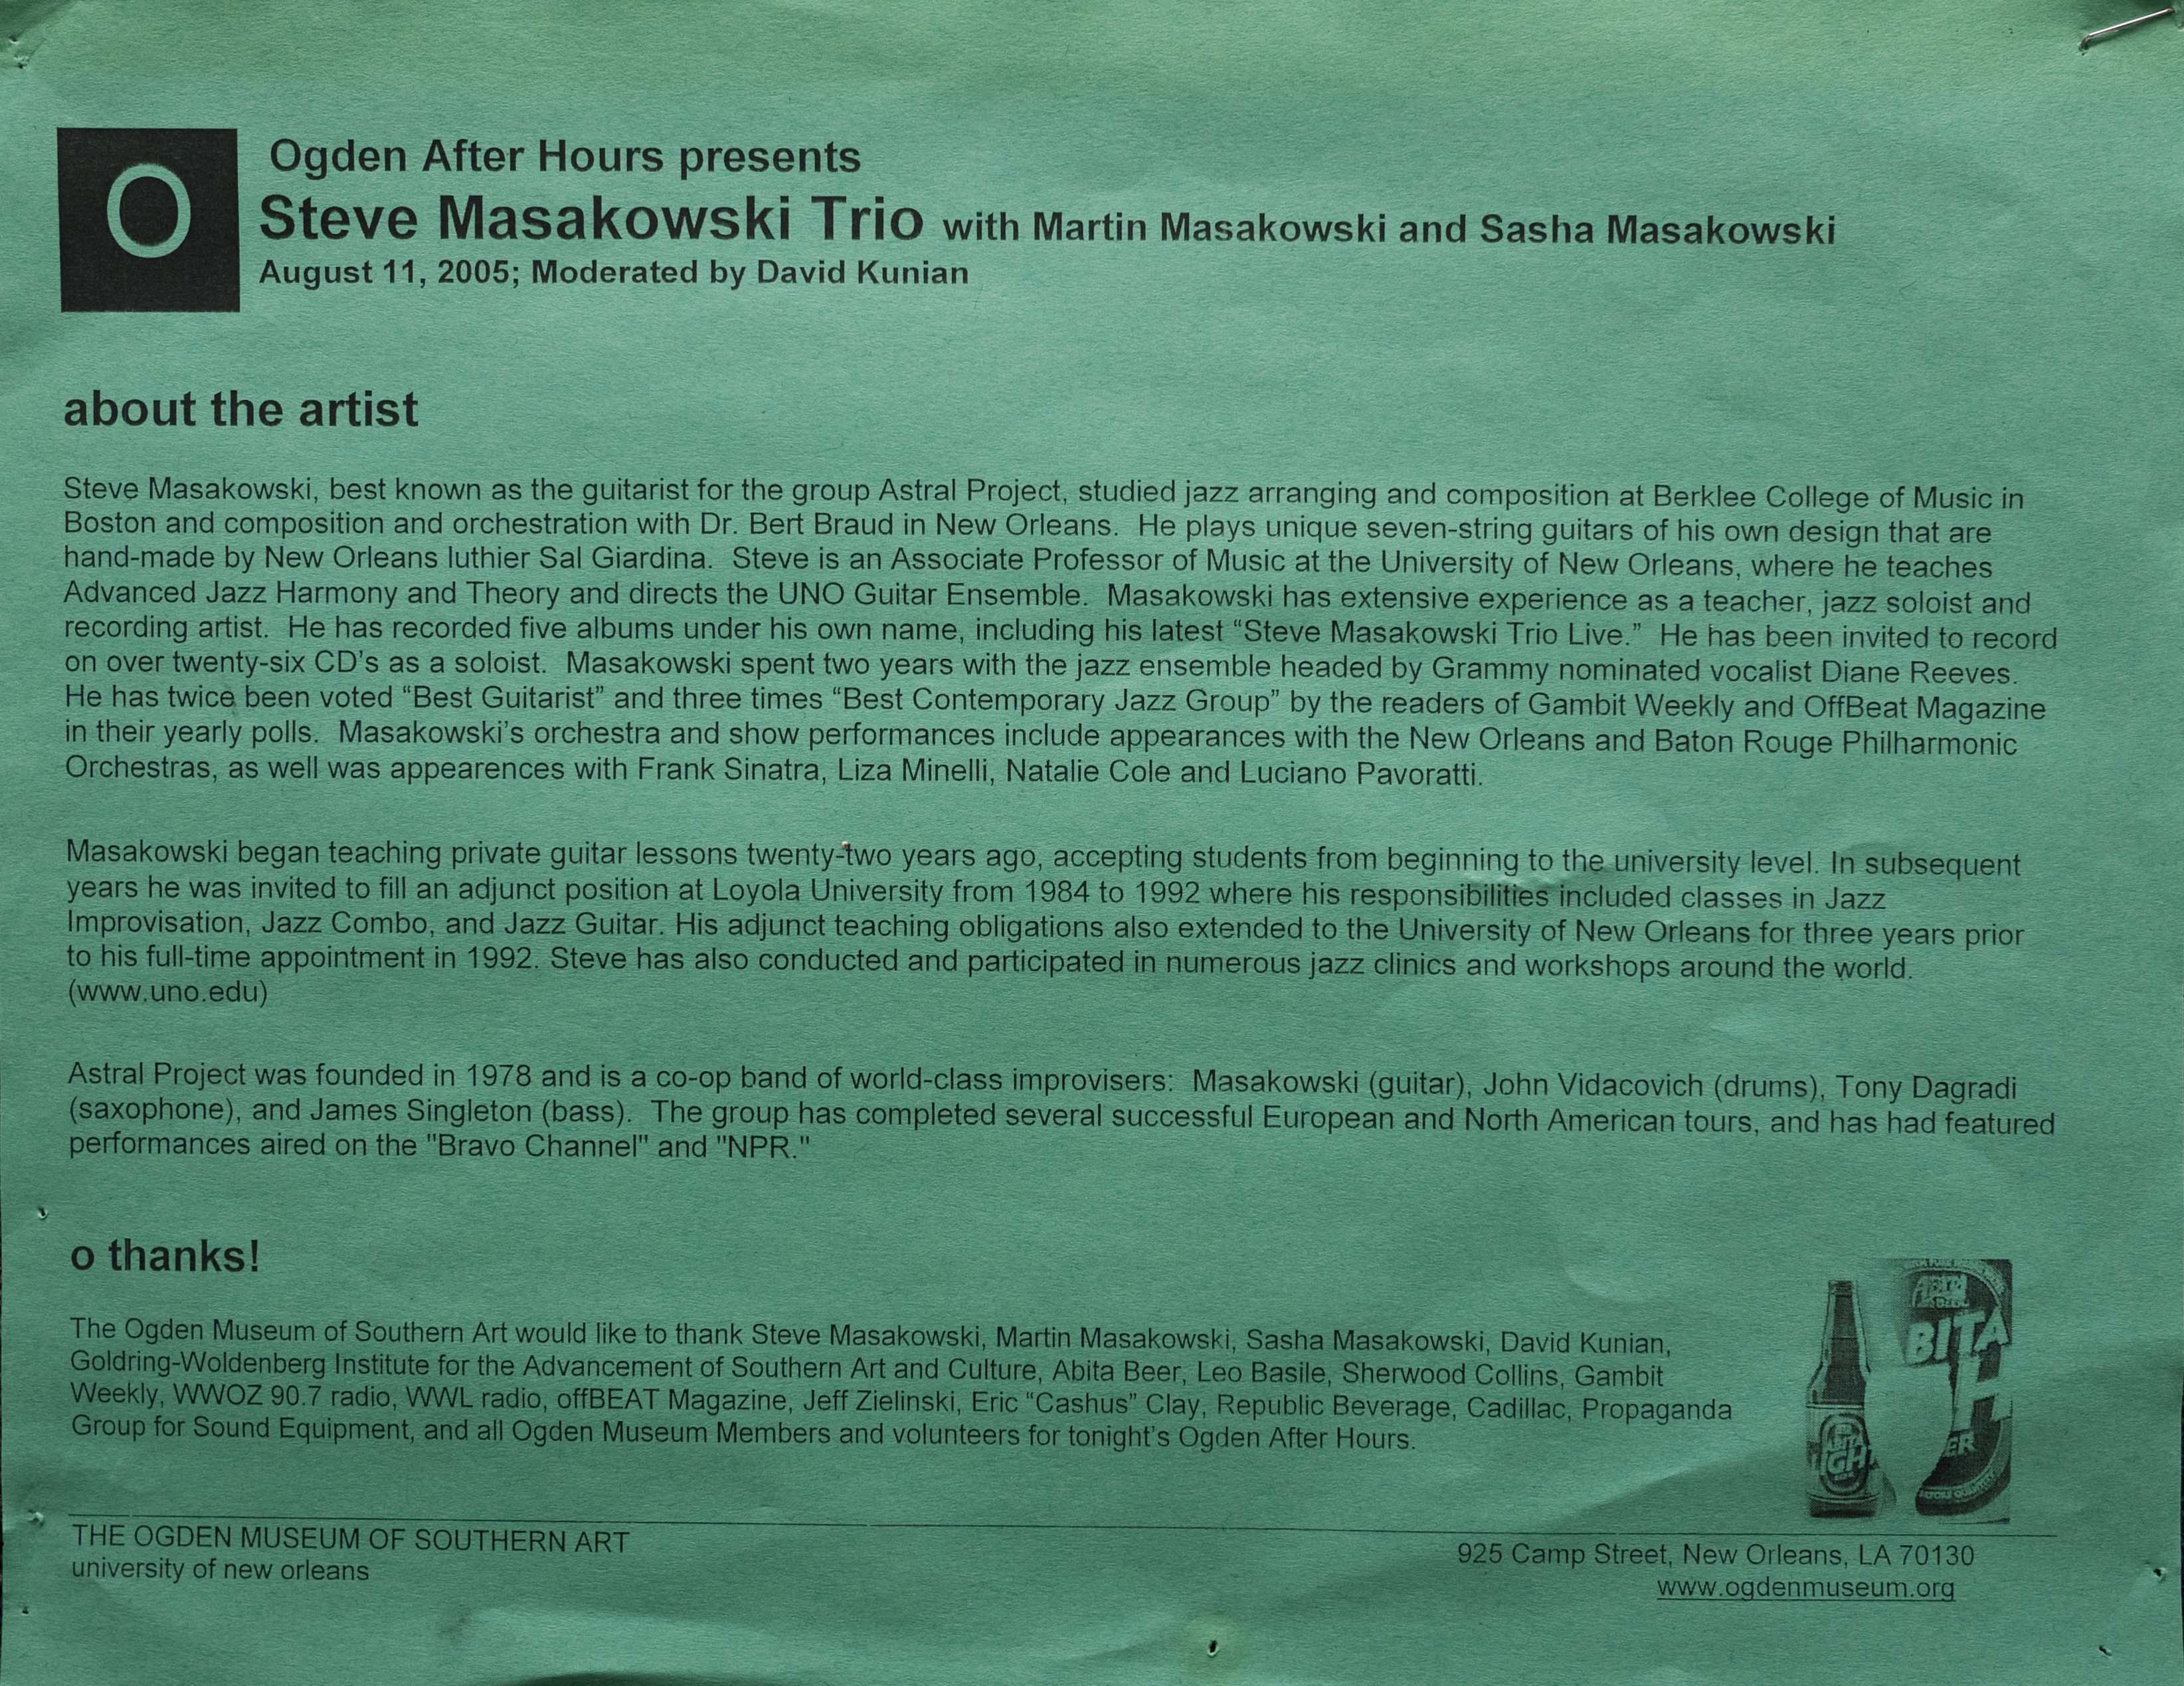 O
Ogden After Hours presents
Steve Masakowski Trio with Martin Masakowski and Sasha Masakowski
August 11, 2005; Moderated by David Kunian
about the artist
Steve Masakowski, best known as the guitarist for the group Astral Project, studied jazz arranging and composition at Berklee College of Music in
Boston and composition and orchestration with Dr. Bert Braud in New Orleans.  He plays unique seven-string guitars of his own design that are
hand-made by New Orleans luthier Sal Giardina.  Steve is an Associate Professor of Music at the University of New Orleans, where he teaches
Advanced Jazz Harmony and Theory and directs the UNO Guitar Ensemble.  Masakowski has extensive experience as a teacher, jazz soloist and
recording artist.  He has recorded five albums under his own name, including his latest “Steve Masakowski Trio Live.”  He has been invited to record
on over twenty-six CD’s as a soloist.  Masakowski spent two years with the jazz ensemble headed by Grammy nominated vocalist Diane Reeves.
He has twice been voted “Best Guitarist” and three times “Best Contemporary Jazz Group” by the readers of Gambit Weekly and OffBeat Magazine
in their yearly polls.  Masakowski’s orchestra and show performances include appearances with the New Orleans and Baton Rouge Philharmonic
Orchestras, as well was appearences with Frank Sinatra, Liza Minelli, Natalie Cole and Luciano Pavoratti.
Masakowski began teaching private guitar lessons twenty-two years ago, accepting students from beginning to the university level. In subsequent
years he was invited to fill an adjunct position at Loyola University from 1984 to 1992 where his responsibilities included classes in Jazz
Improvisation, Jazz Combo, and Jazz Guitar. His adjunct teaching obligations also extended to the University of New Orleans for three years prior
to his full-time appointment in 1992. Steve has also conducted and participated in numerous jazz clinics and workshops around the world.
(www.uno.edu)
Astral Project was founded in 1978 and is a co-op band of world-class improvisers:  Masakowski (guitar), John Vidacovich (drums), Tony Dagradi
(saxophone), and James Singleton (bass).  The group has completed several successful European and North American tours, and has had featured
performances aired on the "Bravo Channel" and "NPR."
o thanks!
The Ogden Museum of Southern Art would like to thank Steve Masakowski, Martin Masakowski, Sasha Masakowski, David Kunian,
Goldring-Woldenberg Institute for the Advancement of Southern Art and Culture, Abita Beer, Leo Basile, Sherwood Collins, Gambit
Weekly, WWOZ 90.7 radio, WWL radio, offBEAT Magazine, Jeff Zielinski, Eric “Cashus” Clay, Republic Beverage, Cadillac, Propaganda
Group for Sound Equipment, and all Ogden Museum Members and volunteers for tonight's Ogden After Hours.
BITA
ER
THE OGDEN MUSEUM OF SOUTHERN ART
university of new orleans
925 Camp Street, New Orleans, LA 70130
www.ogdenmuseum.org